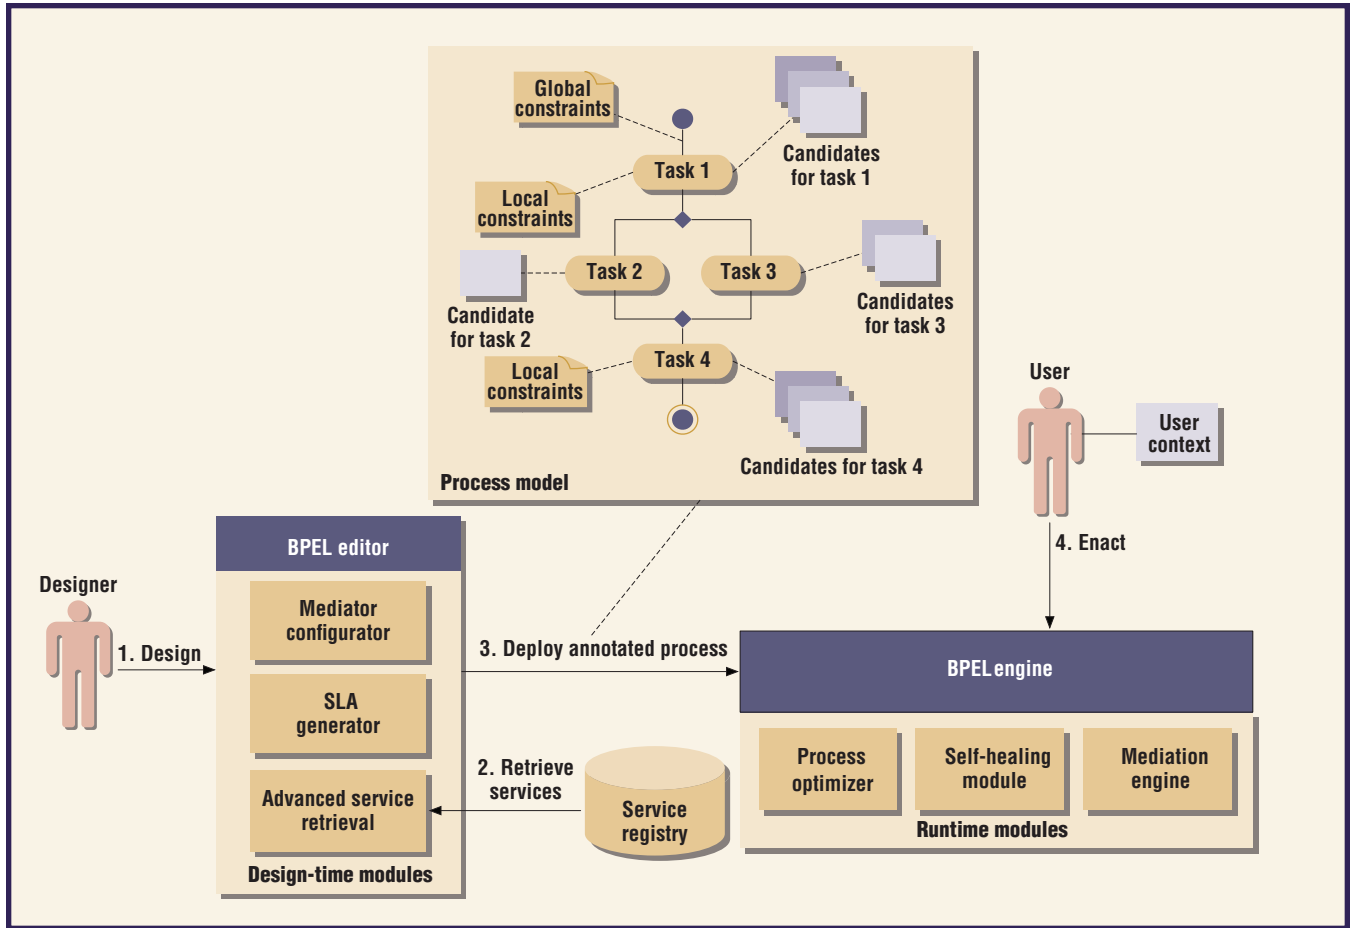 Global
constraints
Task 1
Candidates
for task 1
Local
constraints
Task 2
Task 3
Candidate
for task 2
Candidates
for task 3
Local
constraints
Task 4
Candidates for task 4
Process model
User
User
context
4. Enact
Designer
1. Design
BPEL editor
Mediator
configurator
SLA
generator
Advanced service
retrieval
Design-time modules
3. Deploy annotated process
2. Retrieve
services
Service
registry
BPEL engine
Process
optimizer
Self-healing
module
Mediation
engine
Runtime modules